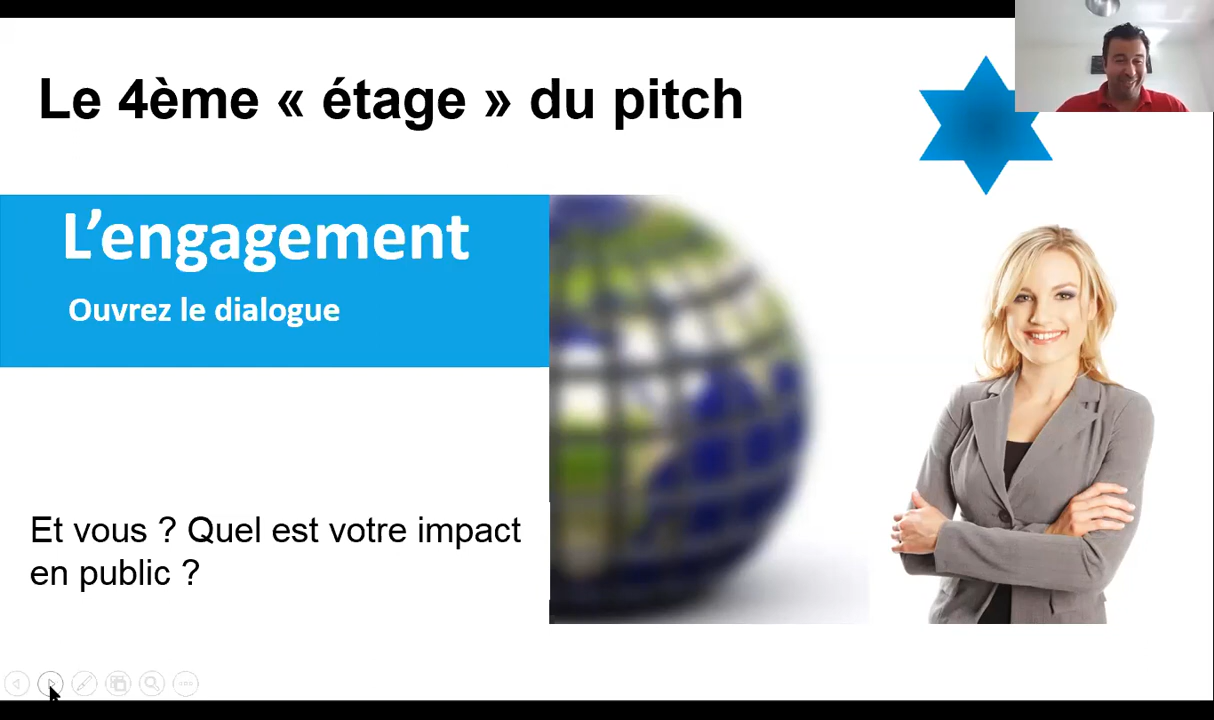 Le 4ème « étage » du pitch
L’engagement
Ouvrez le dialogue
Et vous ? Quel est votre impact
en public ?